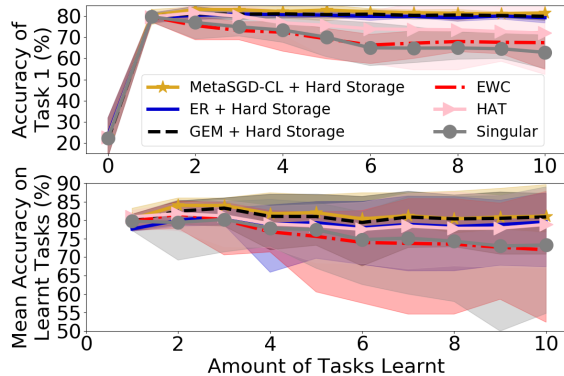 Accuracy of
Task 1 (%)
80
70
60
50
40
30
20
MetaSGD-CL + Hard Storage
ER + Hard Storage
GEM + Hard Storage
EWC
HAT
Singular
0 2 4 6 8 10
Mean Accuracy on
Learnt Tasks (%)
90
85
80
75
70
65
60
55
50
0 2 4 6 8 10
Amount of Tasks Learnt